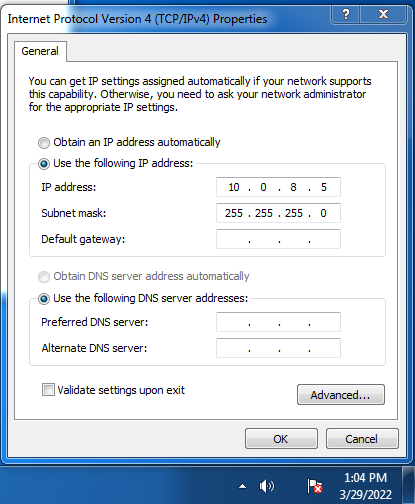 Internet Protocol Version 4 (TCP/IPv4) Properties
General
You can get IP settings assigned automatically if your network supports
this capability. Otherwise, you need to ask your network administrator
for the appropriate IP settings.
Obtain an IP address automatically
Use the following IP address:
IP address: 10 . 0 . 8 . 5
Subnet mask: 255 . 255 . 255 . 0
Default gateway: . . .
Obtain DNS server address automatically
Use the following DNS server addresses:
Preferred DNS server: . . .
Alternate DNS server: . . .
Validate settings upon exit
Advanced...
OK Cancel
1:04 PM
3/29/2022